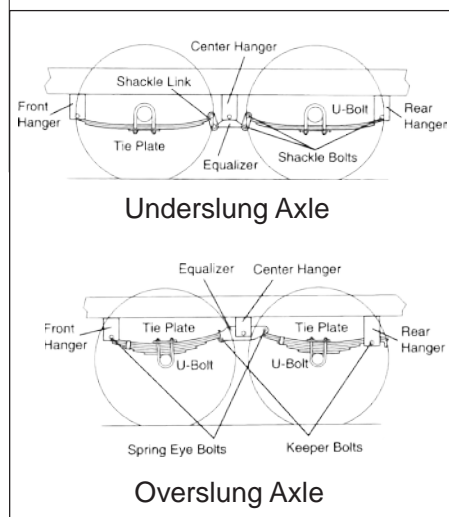 Center Hanger
Shackle Link
Front
Hanger
U-Bolt
Rear
Hanger
Tie Plate
Equalizer
Shackle Bolts
Underslung Axle
Equalizer
Center Hanger
Front
Hanger
Tie Plate
Tie Plate
Rear
Hanger
U-Bolt
U-Bolt
Spring Eye Bolts
Keeper Bolts
Overslung Axle